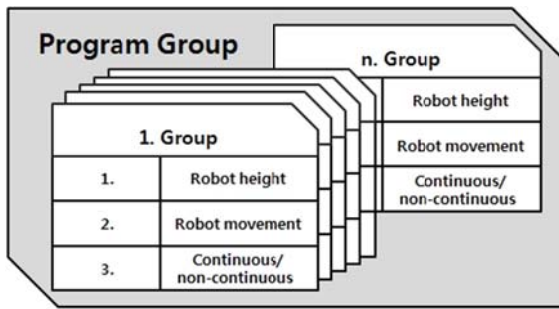 Program Group
n. Group
Robot height
Robot movement
Continuous/
non-continuous
1. Group
1. Robot height
2. Robot movement
3. Continuous/
non-continuous